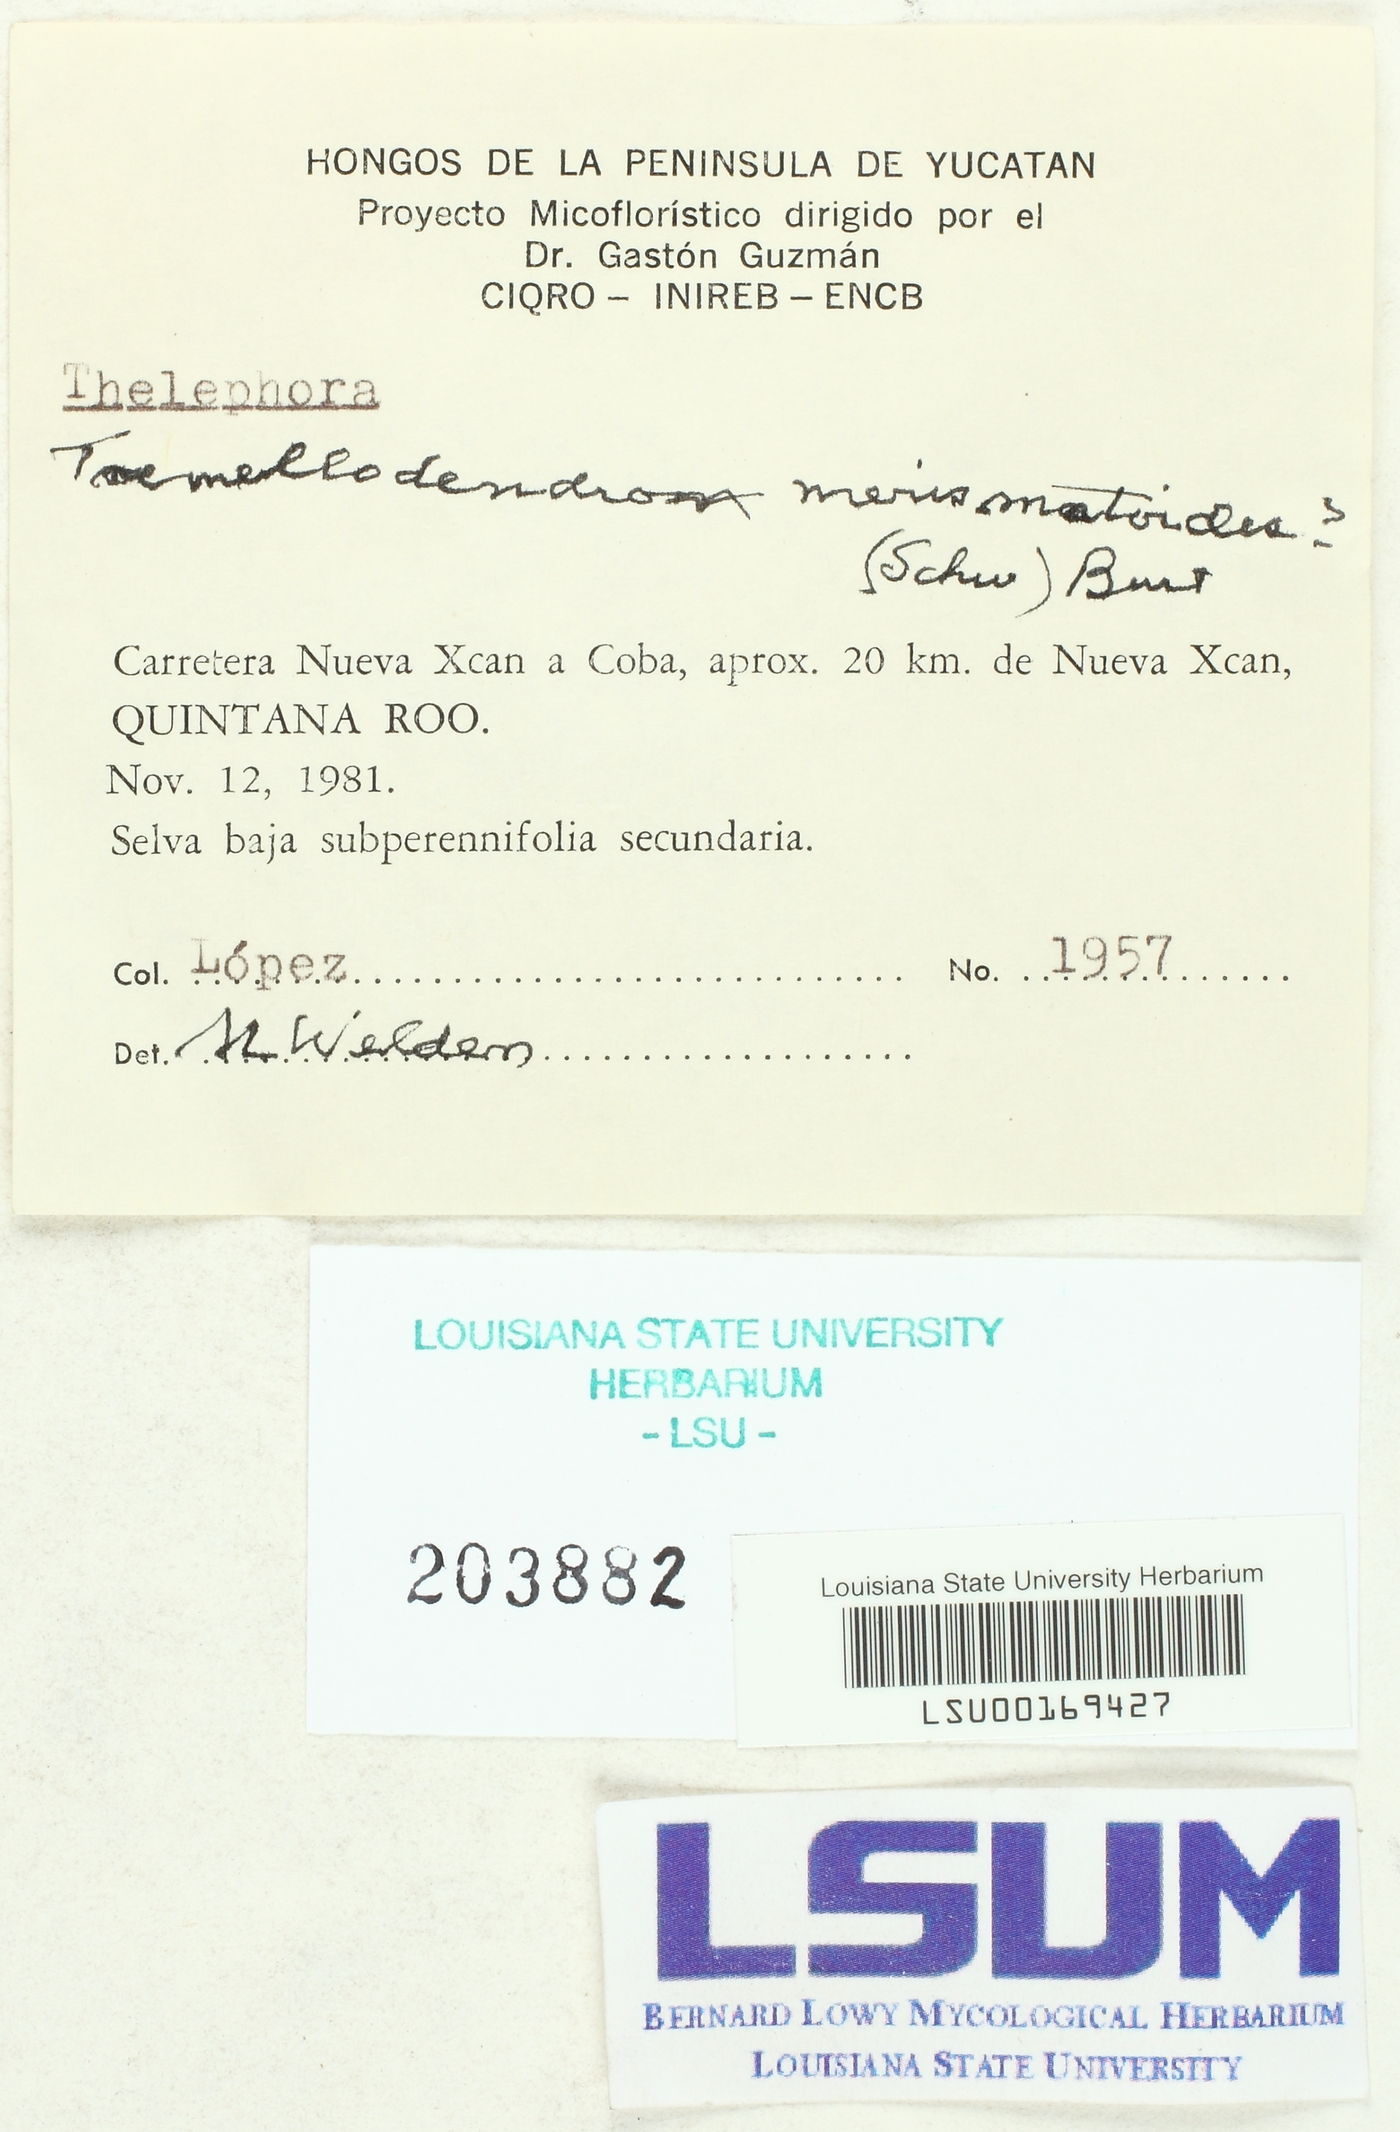 HONGOS DE LA PENINSULA DE YUCATAN
Proyecto Micoflorístico dirigido por el
Dr. Gastón Guzmán
CIQRO – INIREB – ENCB
Thelephora
Tremellodendron merismatoides?
(Schw) Burt
Carretera Nueva Xcan a Coba, aprox. 20 km. de Nueva Xcan,
QUINTANA ROO.
Nov. 12, 1981.
Selva baja subperennifolia secundaria.
Col. López No. 1957
Det. AL Welden
LOUISIANA STATE UNIVERSITY
HERBARIUM
- LSU -
203882
Louisiana State University Herbarium
LSU00169427
LSUM
BERNARD LOWY MYCOLOGICAL HERBARIUM
LOUISIANA STATE UNIVERSITY